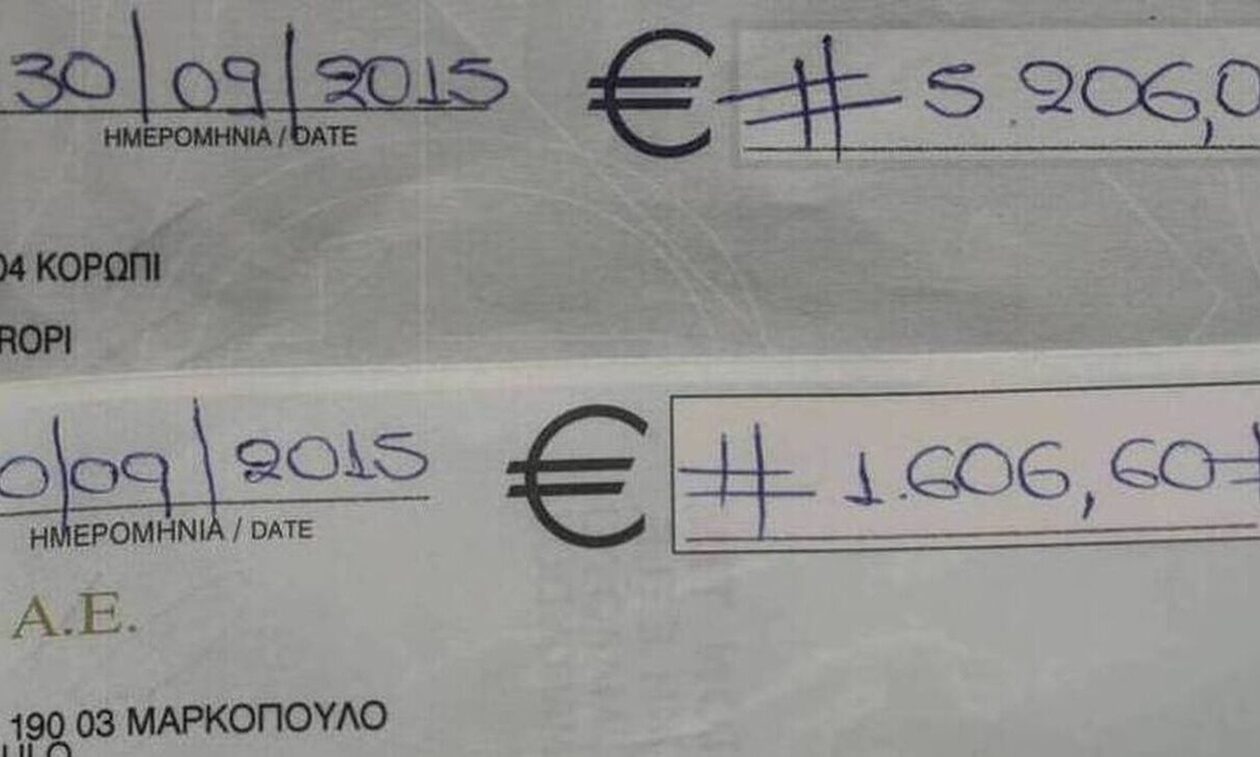 30/09/2015 € # 5.206,0
ΗΜΕΡΟΜΗΝΙΑ / DATE
04 ΚΟΡΩΠΙ
ROPI
0/09/2015 € # 1.606,60#
ΗΜΕΡΟΜΗΝΙΑ / DATE
Α.Ε.
190 03 ΜΑΡΚΟΠΟΥΛΟ